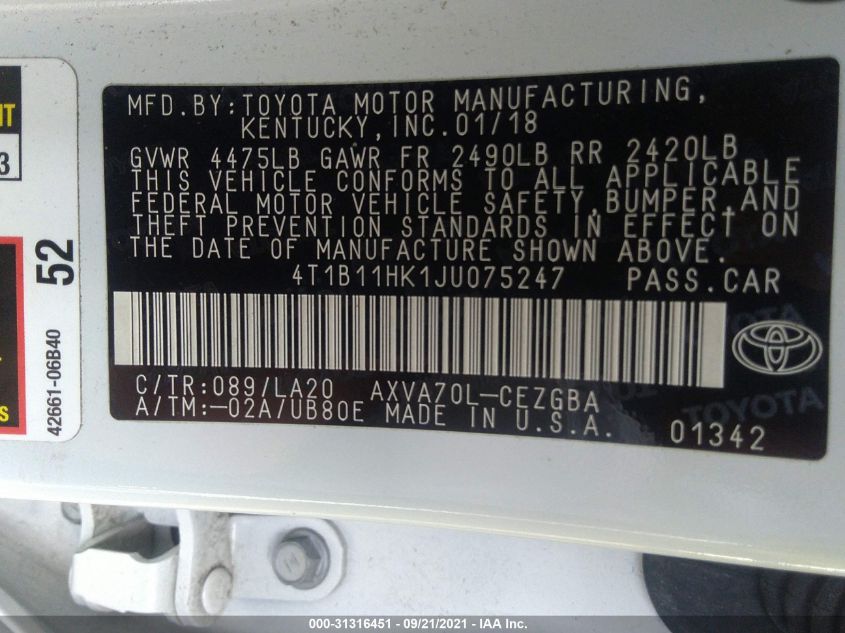 MFD.BY:TOYOTA MOTOR MANUFACTURING,
KENTUCKY,INC.01/18
GVWR 4475LB GAWR FR 2490LB RR 2420LB
THIS VEHICLE CONFORMS TO ALL APPLICABLE
FEDERAL MOTOR VEHICLE SAFETY,BUMPER,AND
THEFT PREVENTION STANDARDS IN EFFECT ON
THE DATE OF MANUFACTURE SHOWN ABOVE.
4T1B11HK1JU075247 PASS.CAR
C/TR:089/LA20 AXVA70L-CEZGBA
A/TM:-02A/UB80E MADE IN U.S.A. 01342
TOYOTA
TOYOTA
52
42661-06B40
3
S
000-31316451 - 09/21/2021 - IAA Inc.